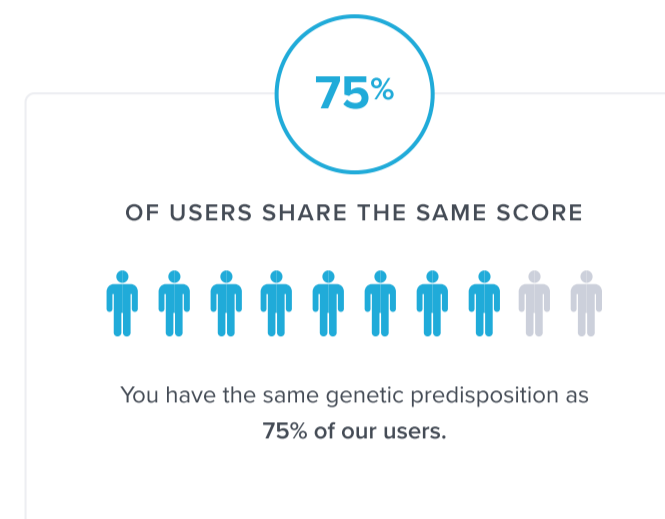 75%
OF USERS SHARE THE SAME SCORE
You have the same genetic predisposition as
75% of our users.